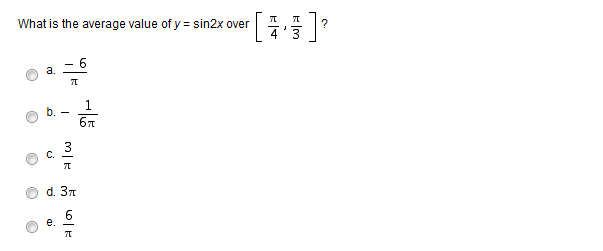 What is the average value of y = sin2x over [π/4, π/3]?
a. -6/π
b. - 1/6π
c. 3/π
d. 3π
e. 6/π